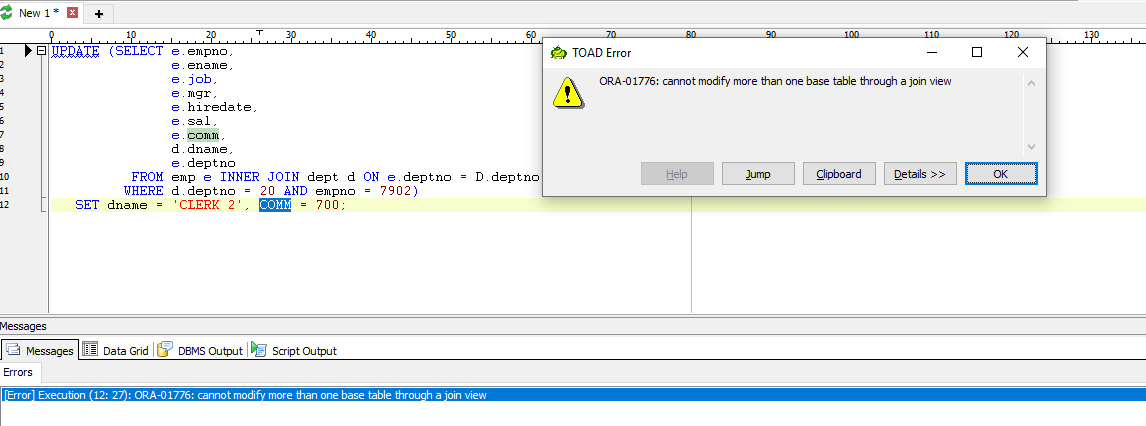 New 1 *
+
0 10 20 30 40 50 60 70 80 90 100 110 120 130
1 UPDATE (SELECT e.empno,
2 e.ename,
3 e.job,
4 e.mgr,
5 e.hiredate,
6 e.sal,
7 e.comm,
8 d.dname,
9 e.deptno
10 FROM emp e INNER JOIN dept d ON e.deptno = D.deptno
11 WHERE d.deptno = 20 AND empno = 7902)
12 SET dname = 'CLERK 2', COMM = 700;
TOAD Error
ORA-01776: cannot modify more than one base table through a join view
Help Jump Clipboard Details >> OK
Messages
Messages Data Grid DBMS Output Script Output
Errors
[Error] Execution (12: 27): ORA-01776: cannot modify more than one base table through a join view